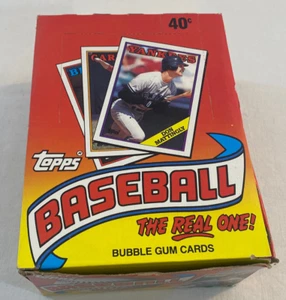 40¢
YANKEES
DON MATTINGLY
topps
BASEBALL
THE REAL ONE!
BUBBLE GUM CARDS